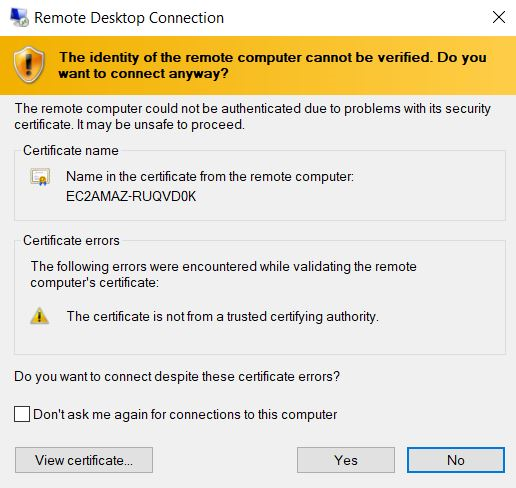 Remote Desktop Connection
The identity of the remote computer cannot be verified. Do you
want to connect anyway?
The remote computer could not be authenticated due to problems with its security
certificate. It may be unsafe to proceed.
Certificate name
Name in the certificate from the remote computer:
EC2AMAZ-RUQVD0K
Certificate errors
The following errors were encountered while validating the remote
computer's certificate:
The certificate is not from a trusted certifying authority.
Do you want to connect despite these certificate errors?
Don't ask me again for connections to this computer
View certificate...
Yes
No